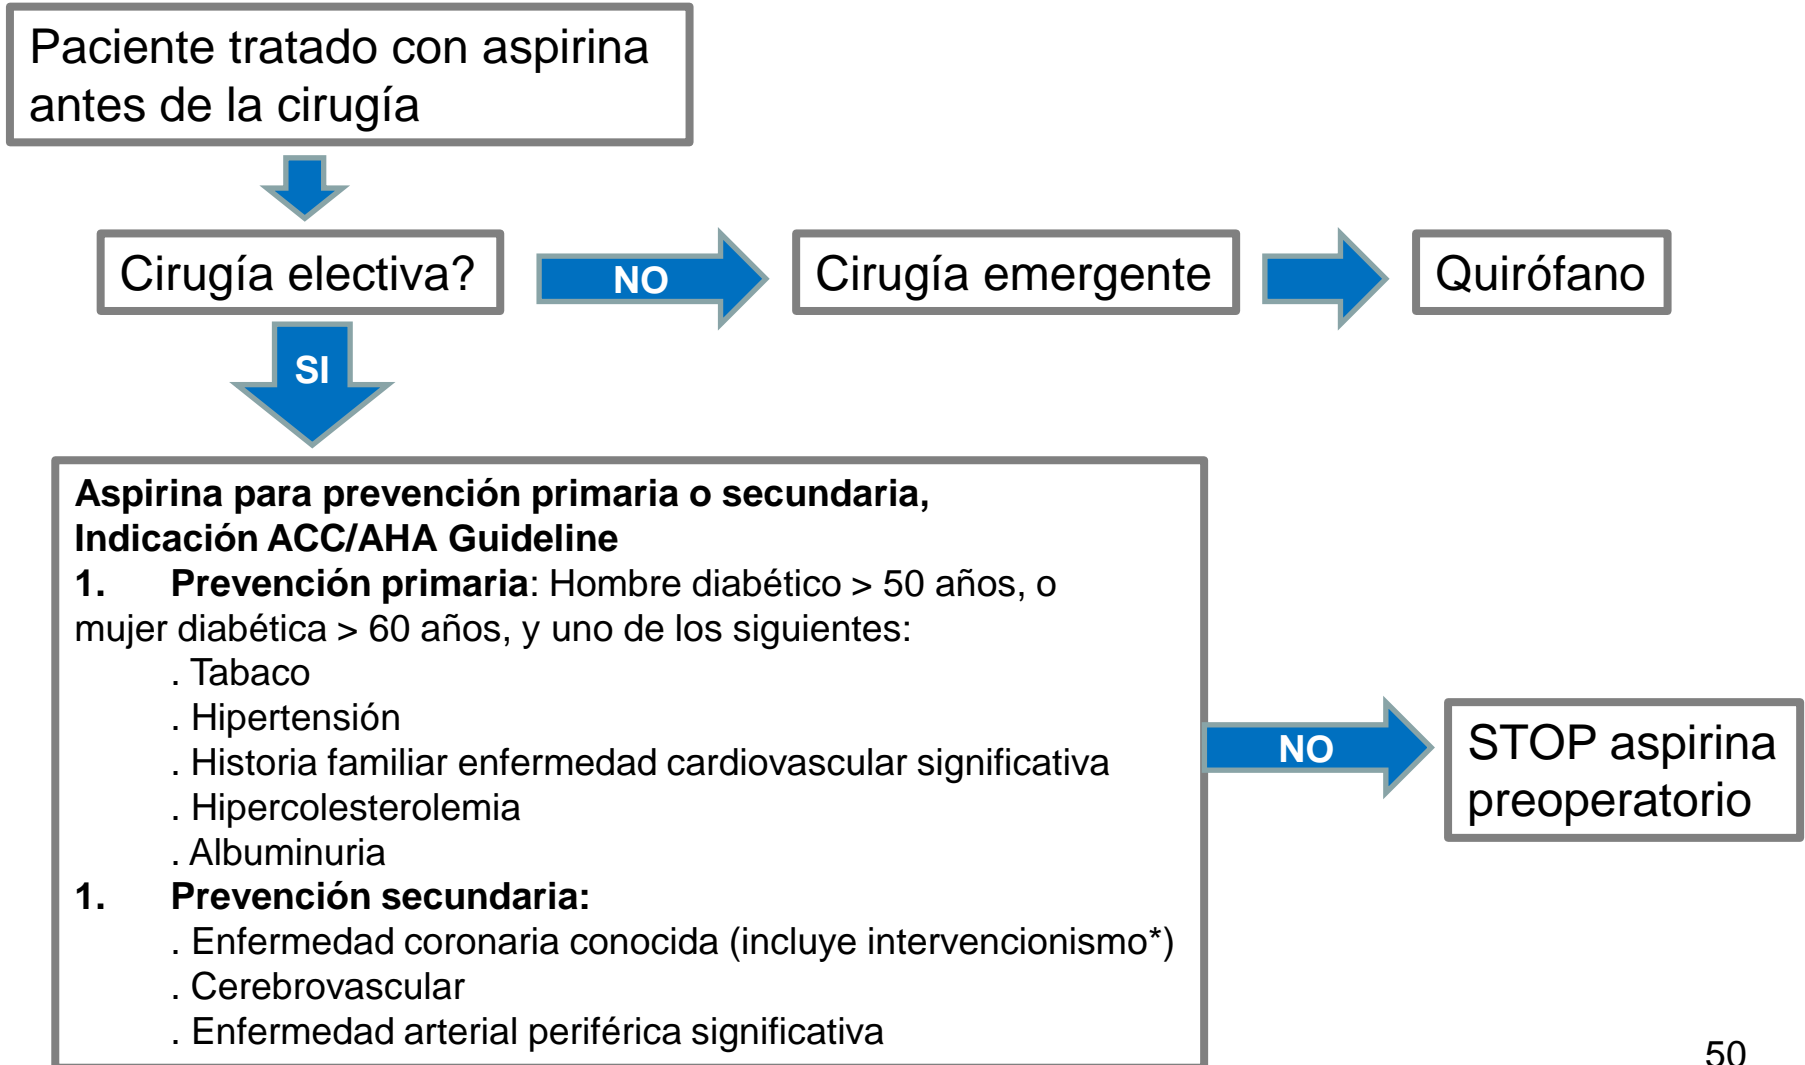 Paciente tratado con aspirina
antes de la cirugía
Cirugía electiva?
NO
Cirugía emergente
Quirófano
SI
Aspirina para prevención primaria o secundaria,
Indicación ACC/AHA Guideline
1. Prevención primaria: Hombre diabético > 50 años, o
mujer diabética > 60 años, y uno de los siguientes:
. Tabaco
. Hipertensión
. Historia familiar enfermedad cardiovascular significativa
. Hipercolesterolemia
. Albuminuria
1. Prevención secundaria:
. Enfermedad coronaria conocida (incluye intervencionismo*)
. Cerebrovascular
. Enfermedad arterial periférica significativa
NO
STOP aspirina
preoperatorio
50